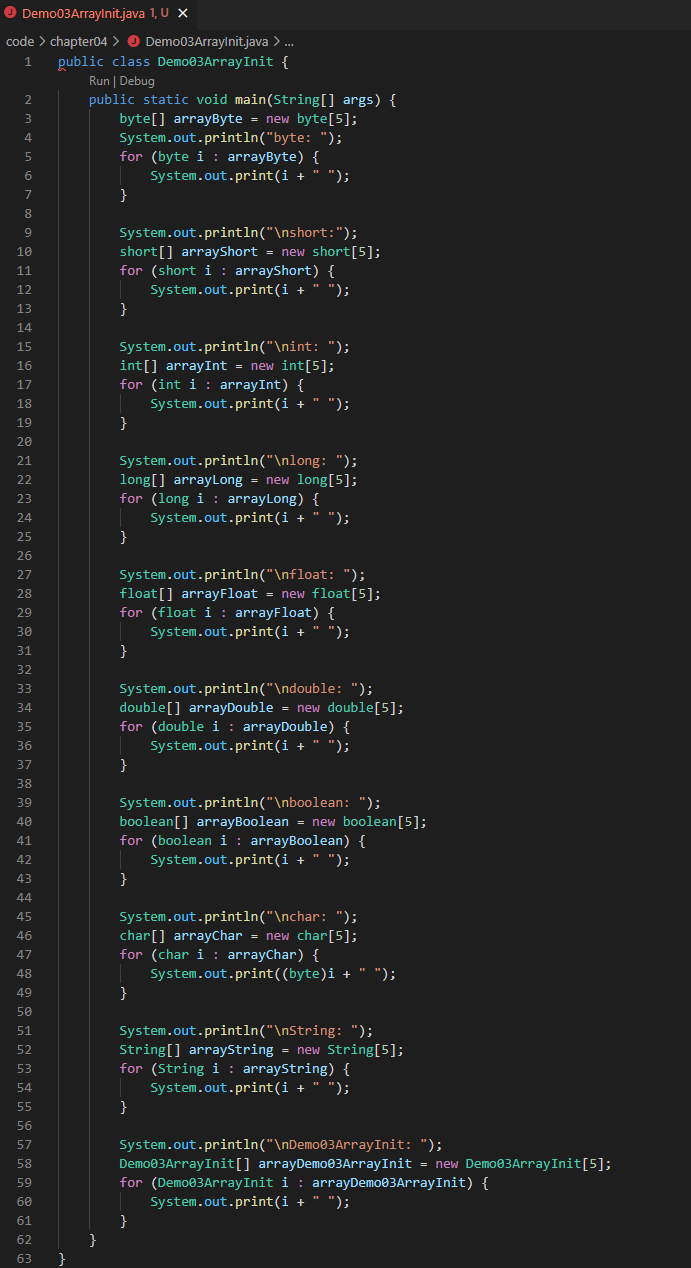 Demo03ArrayInit.java 1, U ×
code > chapter04 > J Demo03ArrayInit.java > ...
1 public class Demo03ArrayInit {
Run | Debug
2 public static void main(String[] args) {
3 byte[] arrayByte = new byte[5];
4 System.out.println("byte: ");
5 for (byte i : arrayByte) {
6 System.out.print(i + " ");
7 }
8
9 System.out.println("\nshort:");
10 short[] arrayShort = new short[5];
11 for (short i : arrayShort) {
12 System.out.print(i + " ");
13 }
14
15 System.out.println("\nint: ");
16 int[] arrayInt = new int[5];
17 for (int i : arrayInt) {
18 System.out.print(i + " ");
19 }
20
21 System.out.println("\nlong: ");
22 long[] arrayLong = new long[5];
23 for (long i : arrayLong) {
24 System.out.print(i + " ");
25 }
26
27 System.out.println("\nfloat: ");
28 float[] arrayFloat = new float[5];
29 for (float i : arrayFloat) {
30 System.out.print(i + " ");
31 }
32
33 System.out.println("\ndouble: ");
34 double[] arrayDouble = new double[5];
35 for (double i : arrayDouble) {
36 System.out.print(i + " ");
37 }
38
39 System.out.println("\nboolean: ");
40 boolean[] arrayBoolean = new boolean[5];
41 for (boolean i : arrayBoolean) {
42 System.out.print(i + " ");
43 }
44
45 System.out.println("\nchar: ");
46 char[] arrayChar = new char[5];
47 for (char i : arrayChar) {
48 System.out.print((byte)i + " ");
49 }
50
51 System.out.println("\nString: ");
52 String[] arrayString = new String[5];
53 for (String i : arrayString) {
54 System.out.print(i + " ");
55 }
56
57 System.out.println("\nDemo03ArrayInit: ");
58 Demo03ArrayInit[] arrayDemo03ArrayInit = new Demo03ArrayInit[5];
59 for (Demo03ArrayInit i : arrayDemo03ArrayInit) {
60 System.out.print(i + " ");
61 }
62 }
63 }